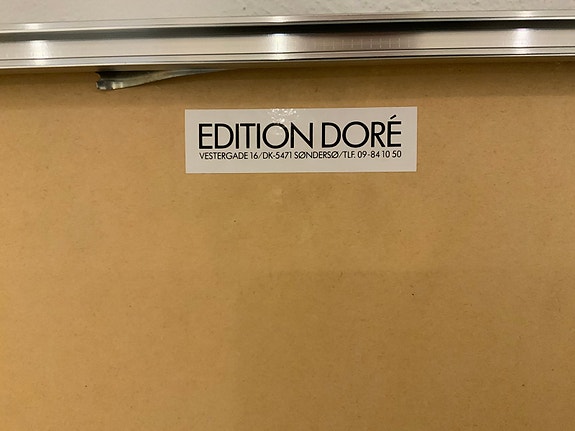 EDITION DORÉ
VESTERGADE 16/DK-5471 SØNDERSØ/TLF. 09-84 10 50